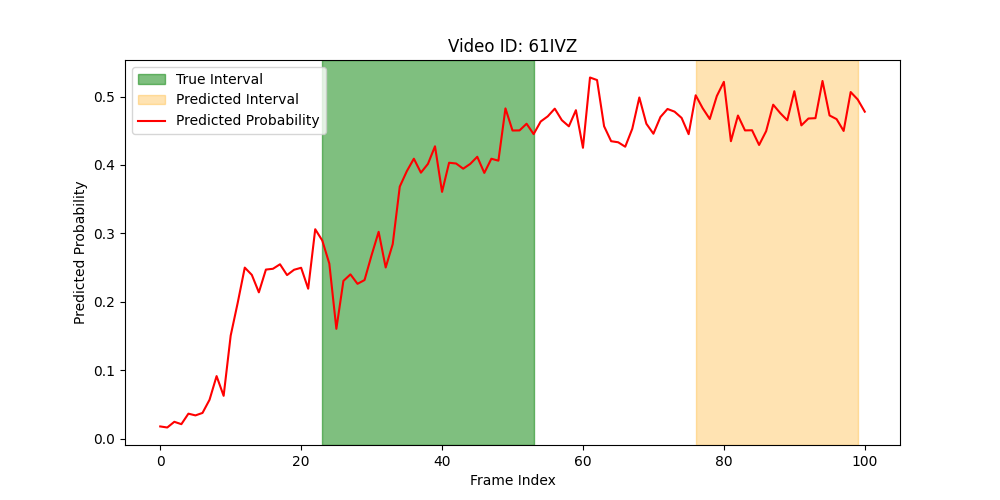 Video ID: 61IVZ
True Interval
Predicted Interval
Predicted Probability
Predicted Probability
0.5
0.4
0.3
0.2
0.1
0.0
0 20 40 60 80 100
Frame Index